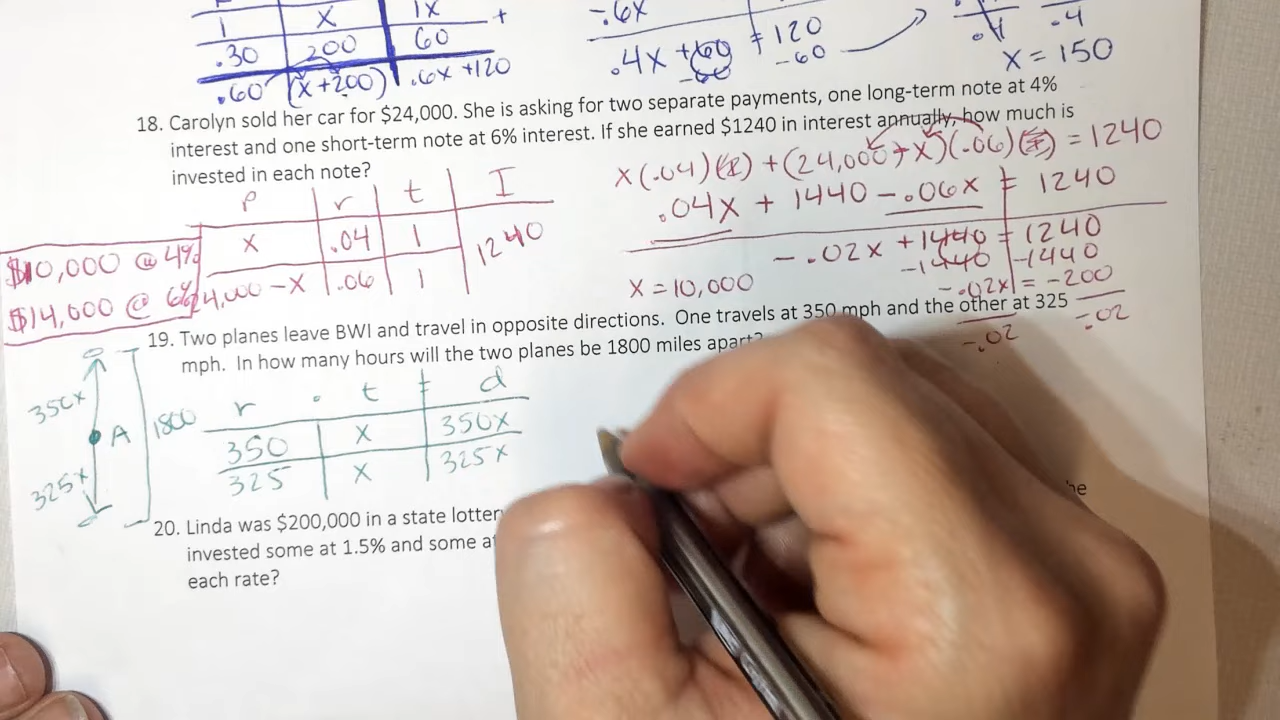 1 | x | 1x
.30 | 200 | 60 +
.60 (x+200) .6x+120
-.6x
.4x + 60 = 120
-60 -60
.4 .4
x = 150
18. Carolyn sold her car for $24,000. She is asking for two separate payments, one long-term note at 4%
interest and one short-term note at 6% interest. If she earned $1240 in interest annually, how much is
invested in each note?
P | r | t | I
x | .04 | 1 | 1240
24,000 - x | .06 | 1
$10,000 @ 4%
$14,000 @ 6%
x(.04)(1) + (24,000 - x)(.06)(1) = 1240
.04x + 1440 - .06x = 1240
-.02x + 1440 = 1240
-1440 -1440
-.02x = -200
-.02 -.02
x = 10,000
19. Two planes leave BWI and travel in opposite directions. One travels at 350 mph and the other at 325
mph. In how many hours will the two planes be 1800 miles apart?
350x
A
325x
1800
r · t = d
350 | x | 350x
325 | x | 325x
20. Linda was $200,000 in a state
invested some at 1.5% and some at
each rate?